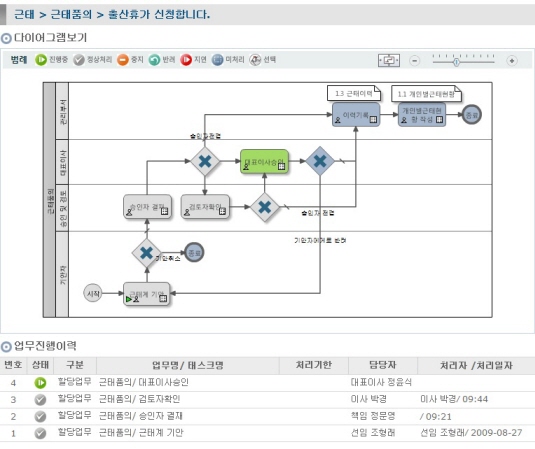 근태 > 근태품의 > 출산휴가 신청합니다.
다이어그램보기
범례 진행중 정상처리 중지 반려 지연 미처리 선택
1.3 근태이력
1.1 개인별근태현황
관리부서
이력기록
개인별근태현황 작성
종료
승인자전결
대표이사
대표이사승인
근태품의
승인 및 검토
승인자 결재
검토자확인
승인자 전결
기안자에게로 반려
기안자
기안취소
종료
시작
근태계 기안
업무진행이력
번호 상태 구분 업무명/ 태스크명 처리기한 담당자 처리자 /처리일자
4 할당업무 근태품의/ 대표이사승인 대표이사 정윤식
3 할당업무 근태품의/ 검토자확인 이사 박경 이사 박경/ 09:44
2 할당업무 근태품의/ 승인자 결재 책임 정문영 / 09:21
1 할당업무 근태품의/ 근태계 기안 선임 조형래 선임 조형래/ 2009-08-27